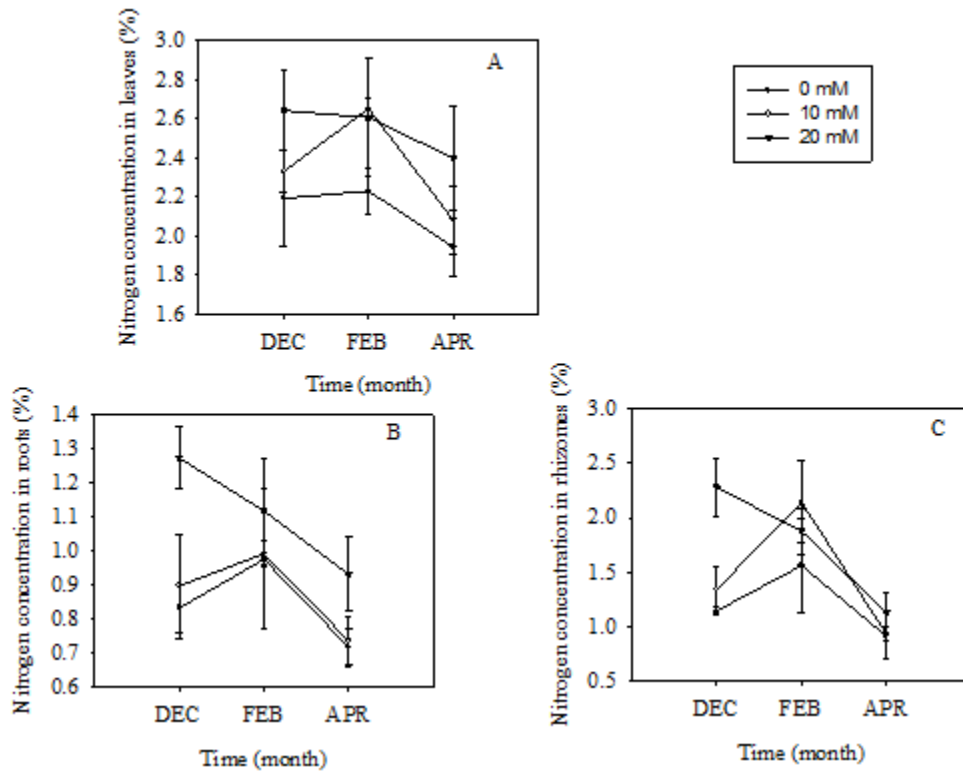 A
Nitrogen concentration in leaves (%)
3.0
2.8
2.6
2.4
2.2
2.0
1.8
1.6
DEC FEB APR
Time (month)
0 mM
10 mM
20 mM
B
Nitrogen concentration in roots (%)
1.4
1.3
1.2
1.1
1.0
0.9
0.8
0.7
0.6
DEC FEB APR
Time (month)
C
Nitrogen concentration in rhizomes (%)
3.0
2.5
2.0
1.5
1.0
0.5
DEC FEB APR
Time (month)